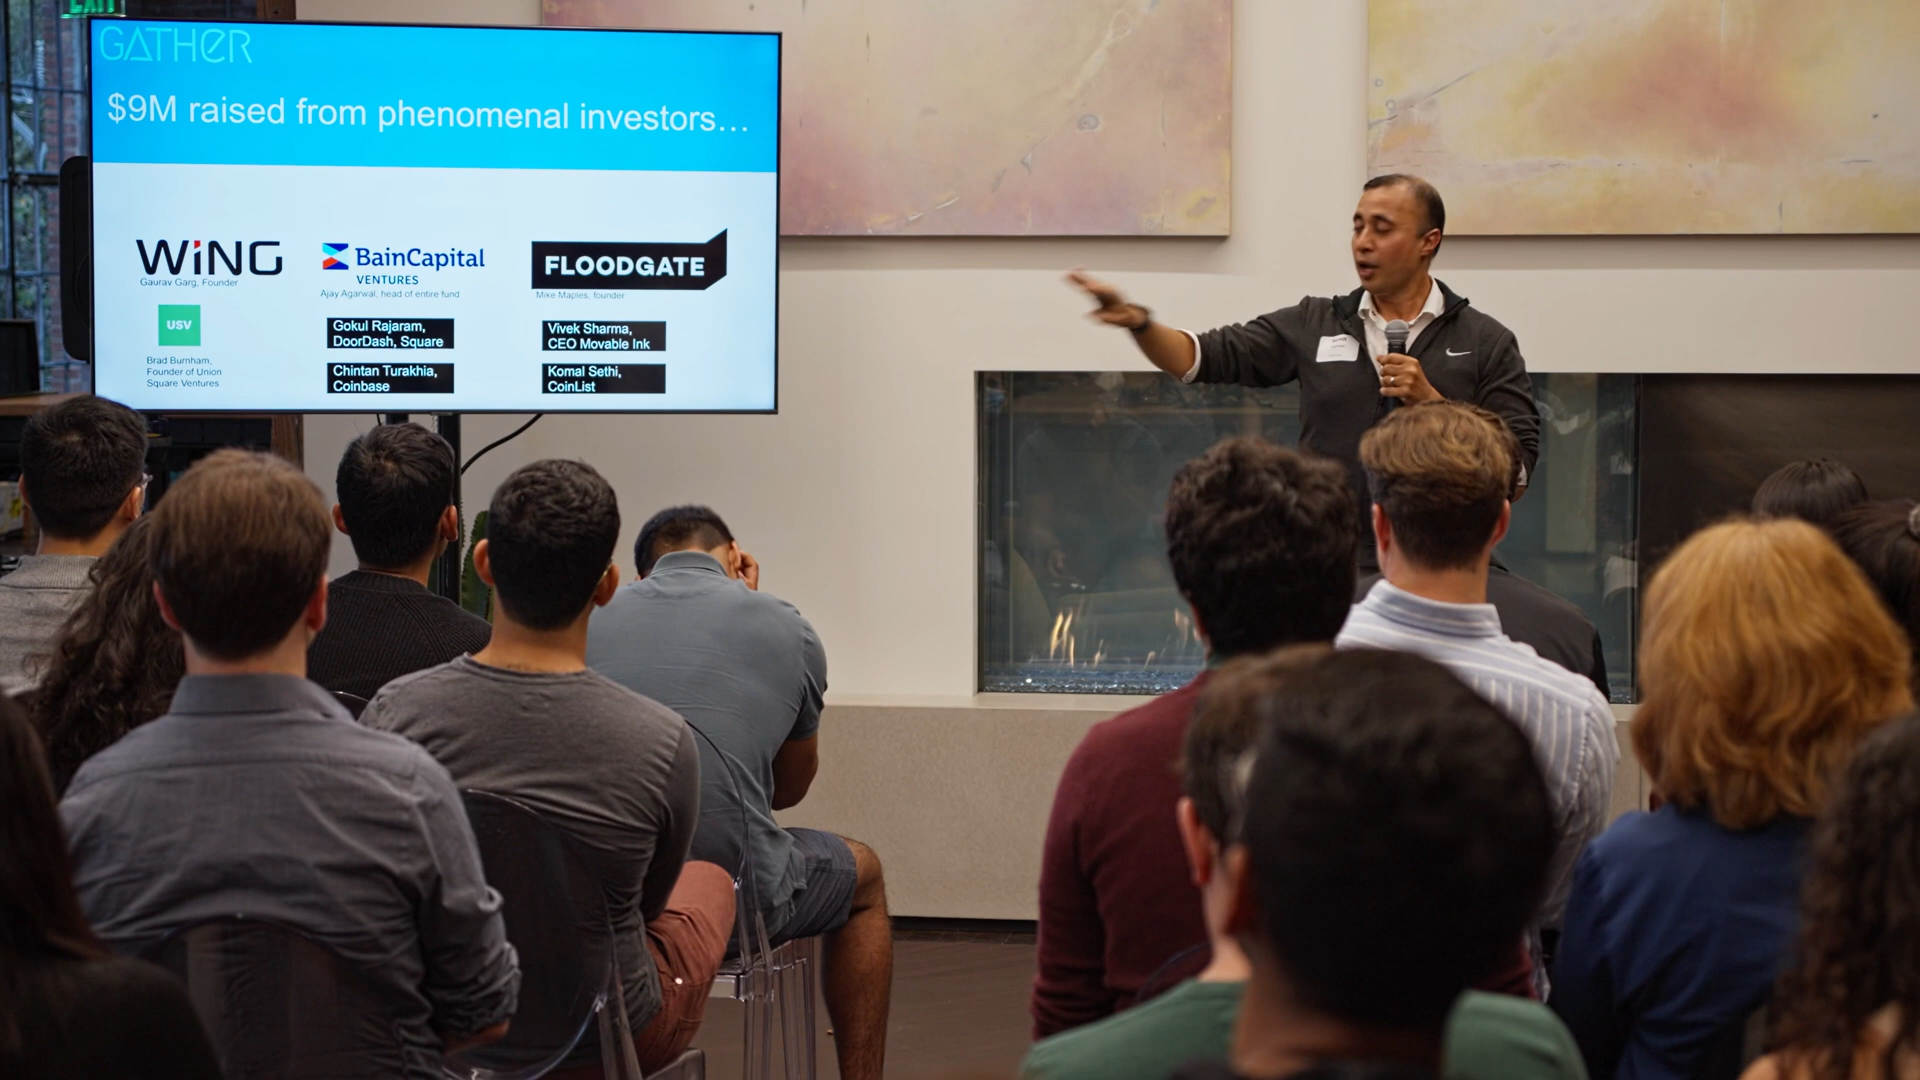 EXIT
GATHER
$9M raised from phenomenal investors...
WiNG
Gaurav Garg, Founder
BainCapital
VENTURES
Ajay Agarwal, head of entire fund
FLOODGATE
Mike Maples, founder
USV
Brad Burnham,
Founder of Union
Square Ventures
Gokul Rajaram,
DoorDash, Square
Chintan Turakhia,
Coinbase
Vivek Sharma,
CEO Movable Ink
Komal Sethi,
CoinList